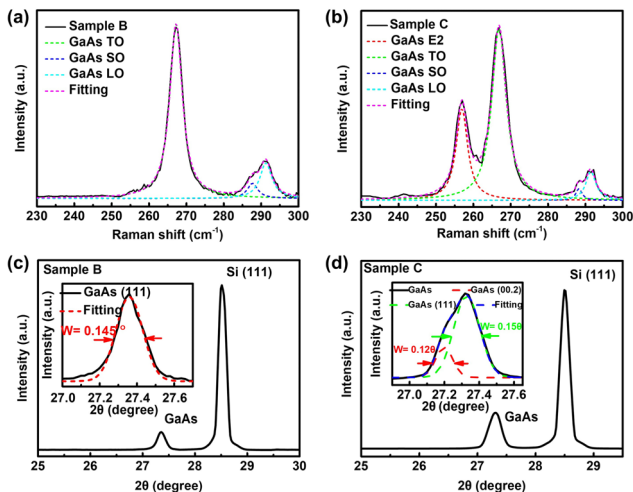 (a)
Sample B
GaAs TO
GaAs SO
GaAs LO
Fitting
Intensity (a.u.)
230 240 250 260 270 280 290 300
Raman shift (cm-1)
(b)
Sample C
GaAs E2
GaAs TO
GaAs SO
GaAs LO
Fitting
Intensity (a.u.)
230 240 250 260 270 280 290 300
Raman shift (cm-1)
(c)
Sample B
Si (111)
GaAs (111)
Fitting
W= 0.145°
Intensity (a.u.)
27.0 27.2 27.4 27.6
2θ (degree)
GaAs
Intensity (a.u.)
25 26 27 28 29 30
2θ (degree)
(d)
Sample C
Si (111)
GaAs GaAs (00.2)
GaAs (111) Fitting
W= 0.150
W= 0.120
Intensity (a.u.)
27.0 27.2 27.4 27.6
2θ (degree)
GaAs
Intensity (a.u.)
25 26 27 28 29
2θ (degree)